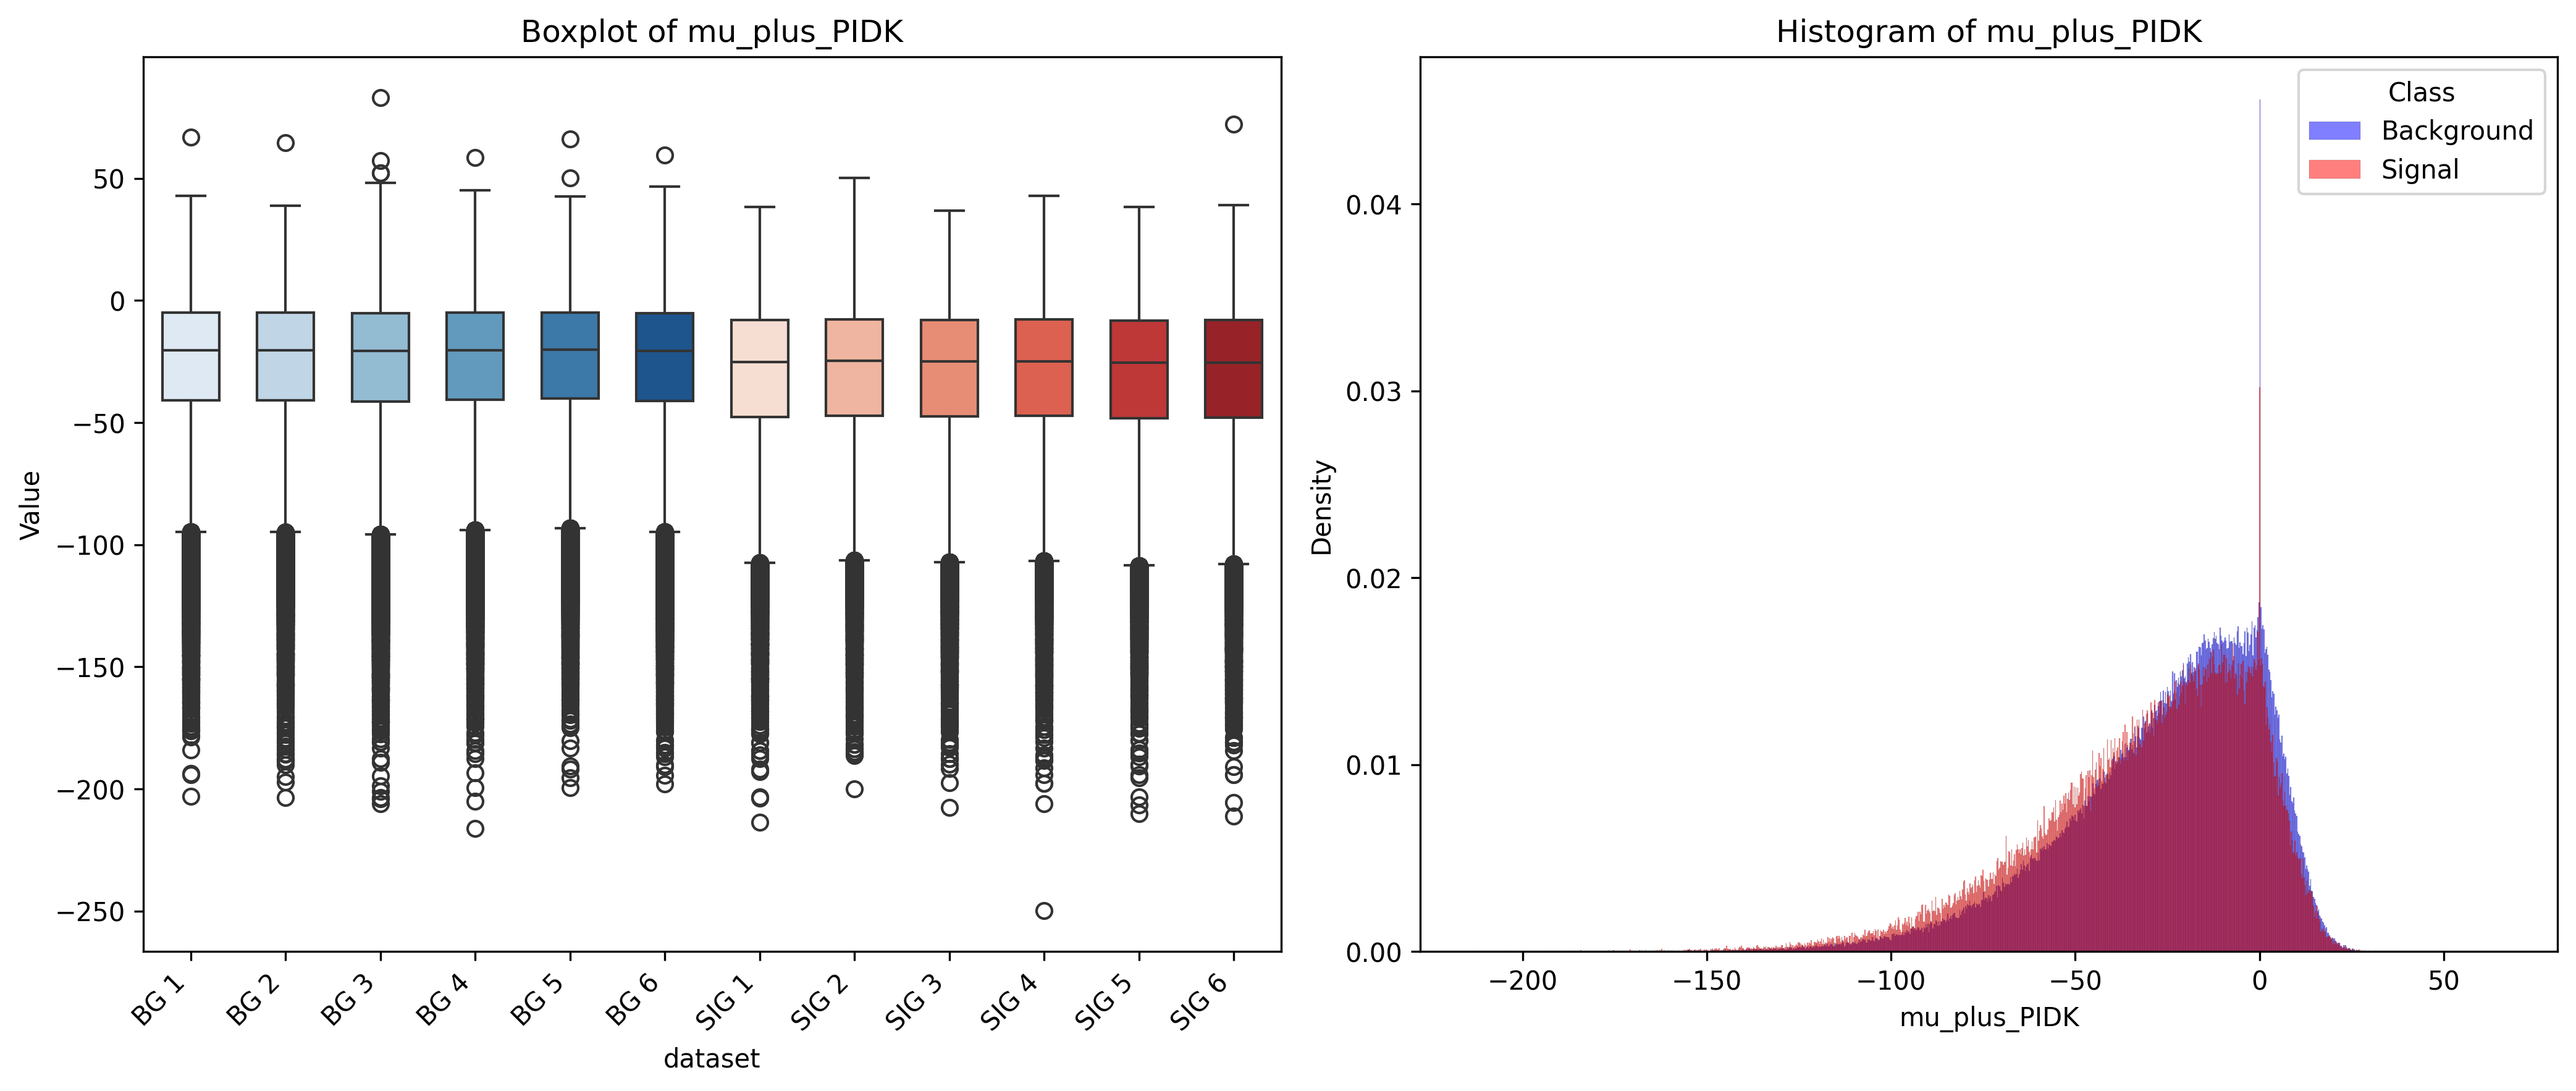 Boxplot of mu_plus_PIDK
Value
50
0
−50
−100
−150
−200
−250
BG 1
BG 2
BG 3
BG 4
BG 5
BG 6
SIG 1
SIG 2
SIG 3
SIG 4
SIG 5
SIG 6
dataset
Histogram of mu_plus_PIDK
Class
Background
Signal
Density
0.04
0.03
0.02
0.01
0.00
−200
−150
−100
−50
0
50
mu_plus_PIDK